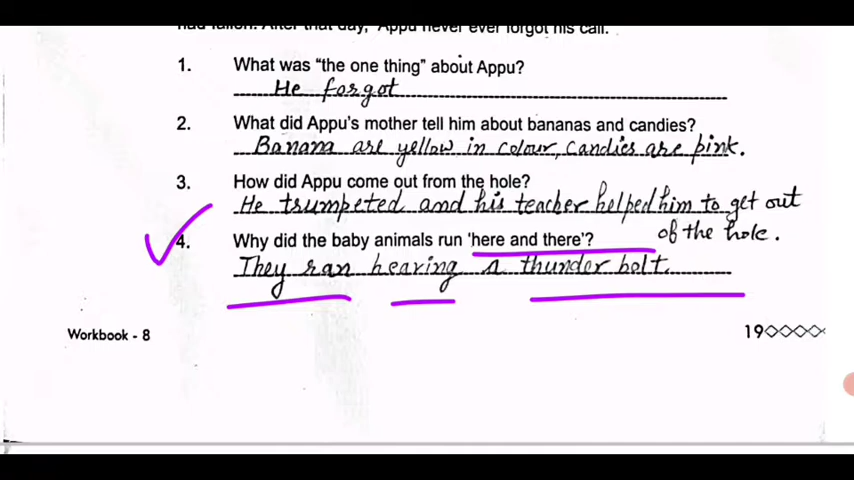 had fallen. After that day, Appu never ever forgot his call.
1. What was "the one thing" about Appu?
He forgot
2. What did Appu's mother tell him about bananas and candies?
Banana are yellow in colour, candies are pink.
3. How did Appu come out from the hole?
He trumpeted and his teacher helped him to get out
of the hole.
4. Why did the baby animals run 'here and there'?
They ran hearing a thunder bolt.
Workbook - 8
19